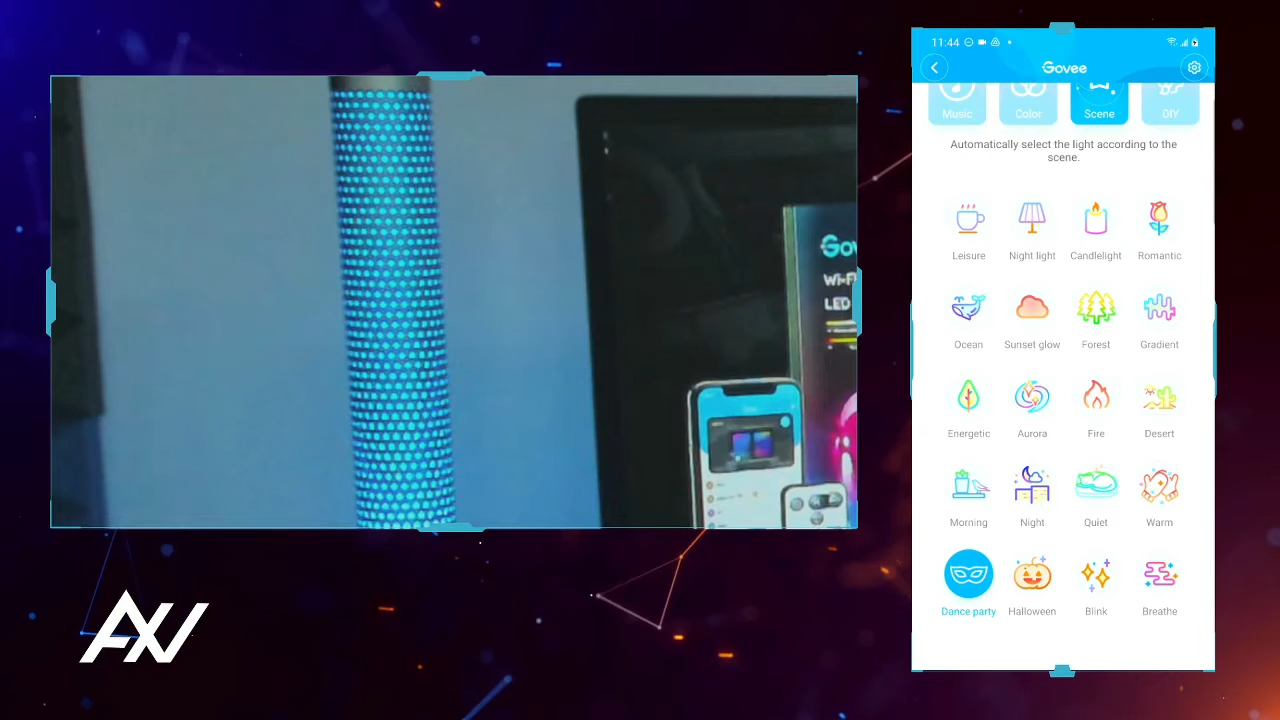 11:44
Govee
Music
Color
Scene
DIY
Automatically select the light according to the
scene.
Leisure
Night light
Candlelight
Romantic
Ocean
Sunset glow
Forest
Gradient
Energetic
Aurora
Fire
Desert
Morning
Night
Quiet
Warm
Dance party
Halloween
Blink
Breathe
Gov
Wi-Fi
LED